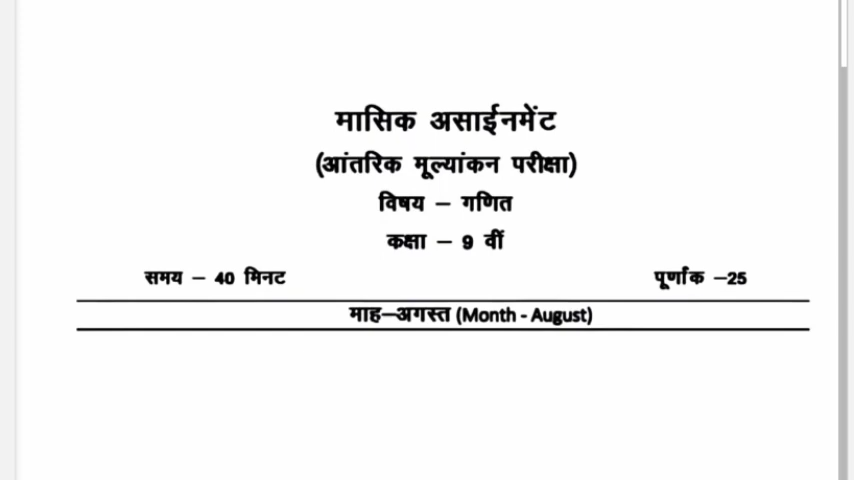 मासिक असाईनमेंट
(आंतरिक मूल्यांकन परीक्षा)
विषय – गणित
कक्षा – 9 वीं
समय – 40 मिनट पूर्णांक –25
माह–अगस्त (Month - August)